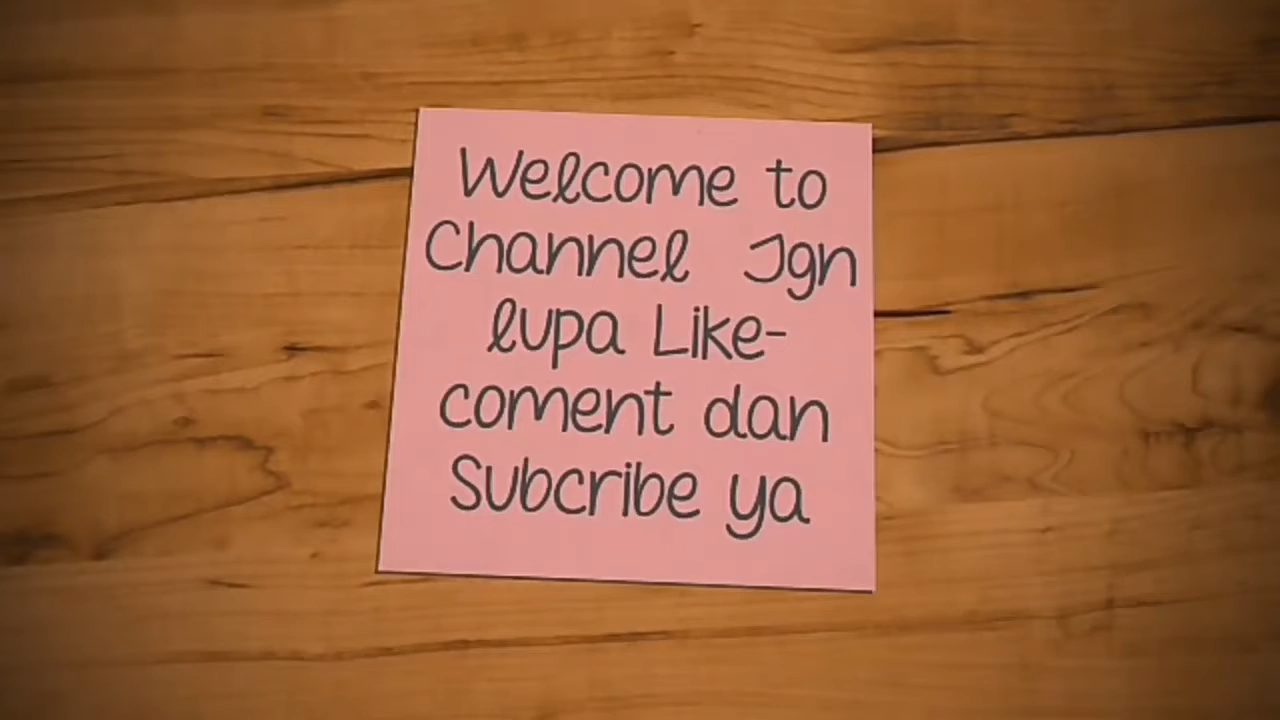 Welcome to
Channel Jgn
lupa Like-
coment dan
Subcribe ya